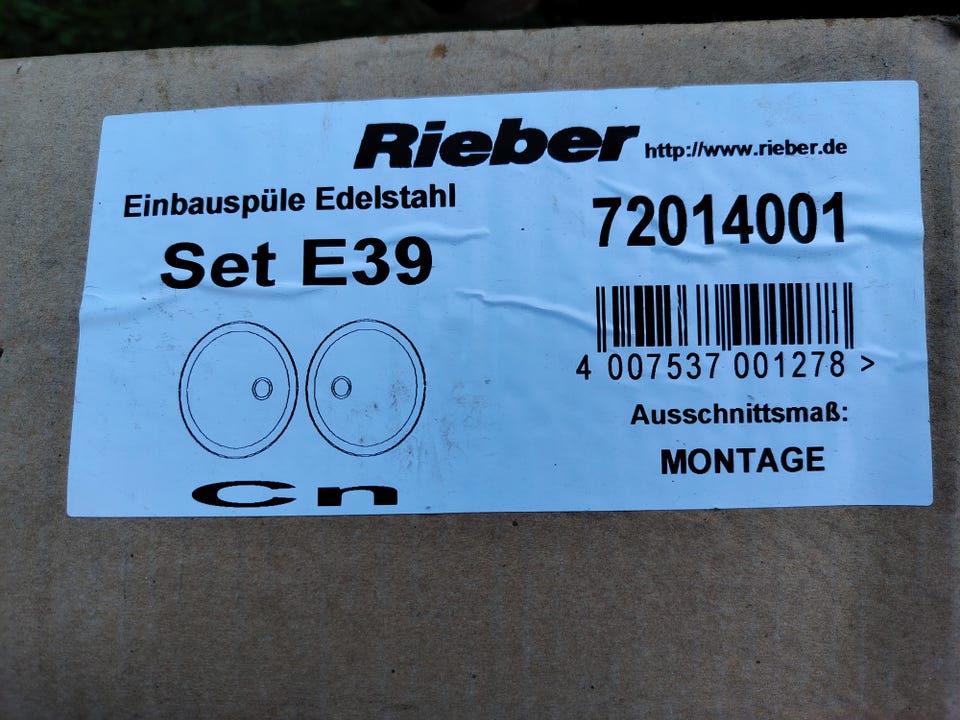 Rieber http://www.rieber.de
Einbauspüle Edelstahl
Set E39
72014001
4 007537 001278 >
Ausschnittsmaß:
MONTAGE
Cn